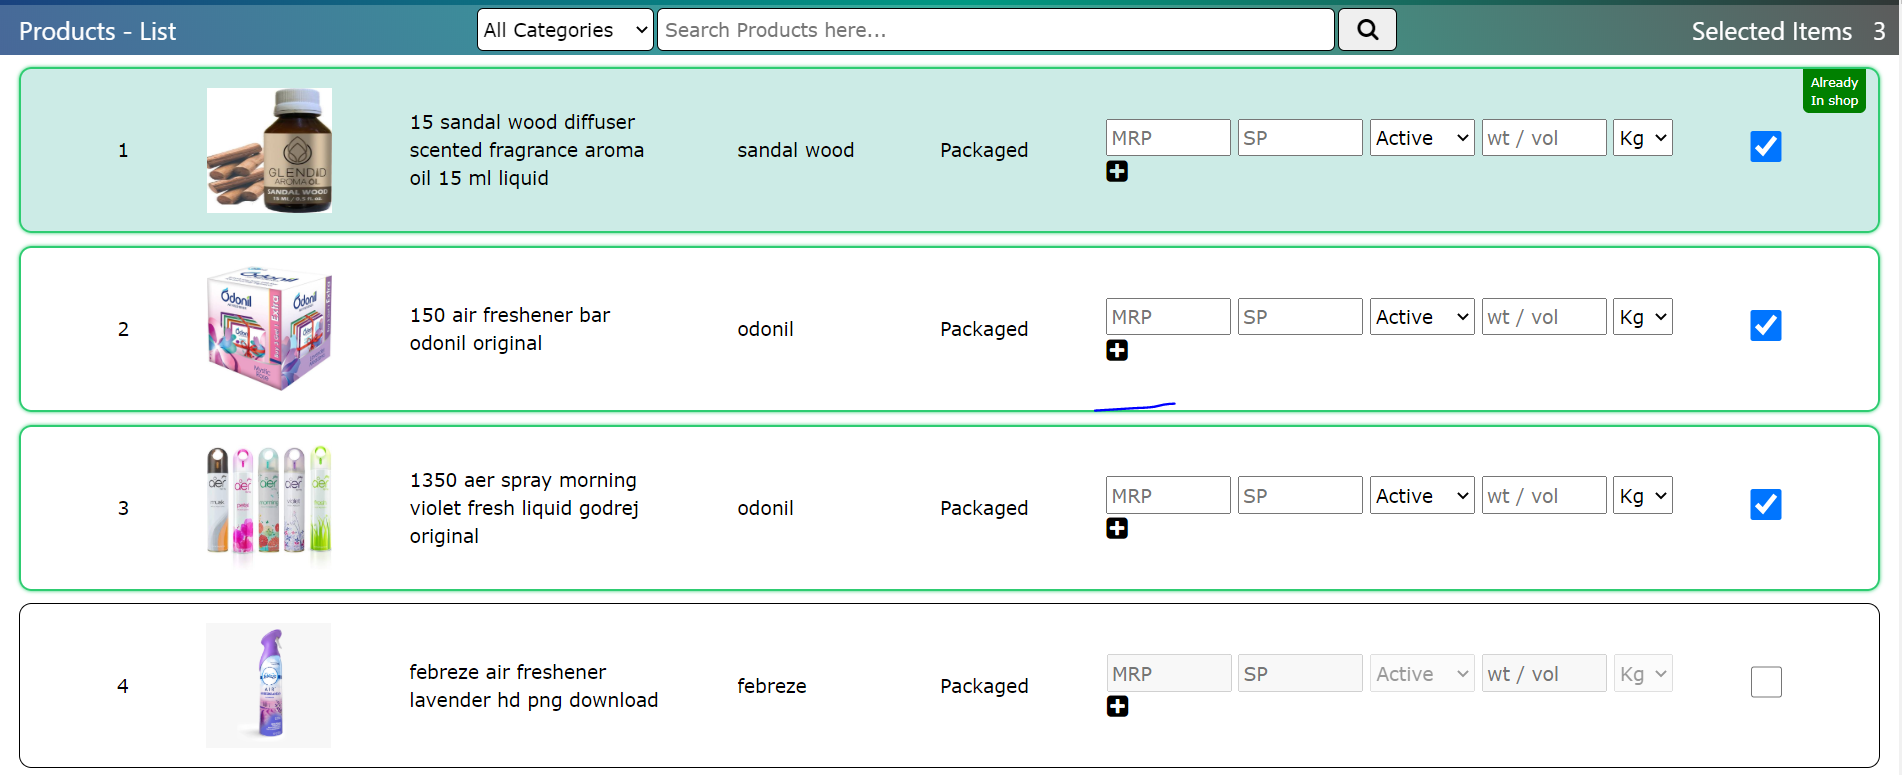 Products - List
All Categories
Search Products here...
Selected Items 3
Already
In shop
1
GLENDID
AROMA OIL
SANDAL WOOD
15 sandal wood diffuser
scented fragrance aroma
oil 15 ml liquid
sandal wood
Packaged
MRP
SP
Active
wt / vol
Kg
2
Odonil
Odonil
Extra
Mystic
Rose
150 air freshener bar
odonil original
odonil
Packaged
MRP
SP
Active
wt / vol
Kg
3
aer
aer
aer
aer
aer
1350 aer spray morning
violet fresh liquid godrej
original
odonil
Packaged
MRP
SP
Active
wt / vol
Kg
4
AIR
febreze air freshener
lavender hd png download
febreze
Packaged
MRP
SP
Active
wt / vol
Kg